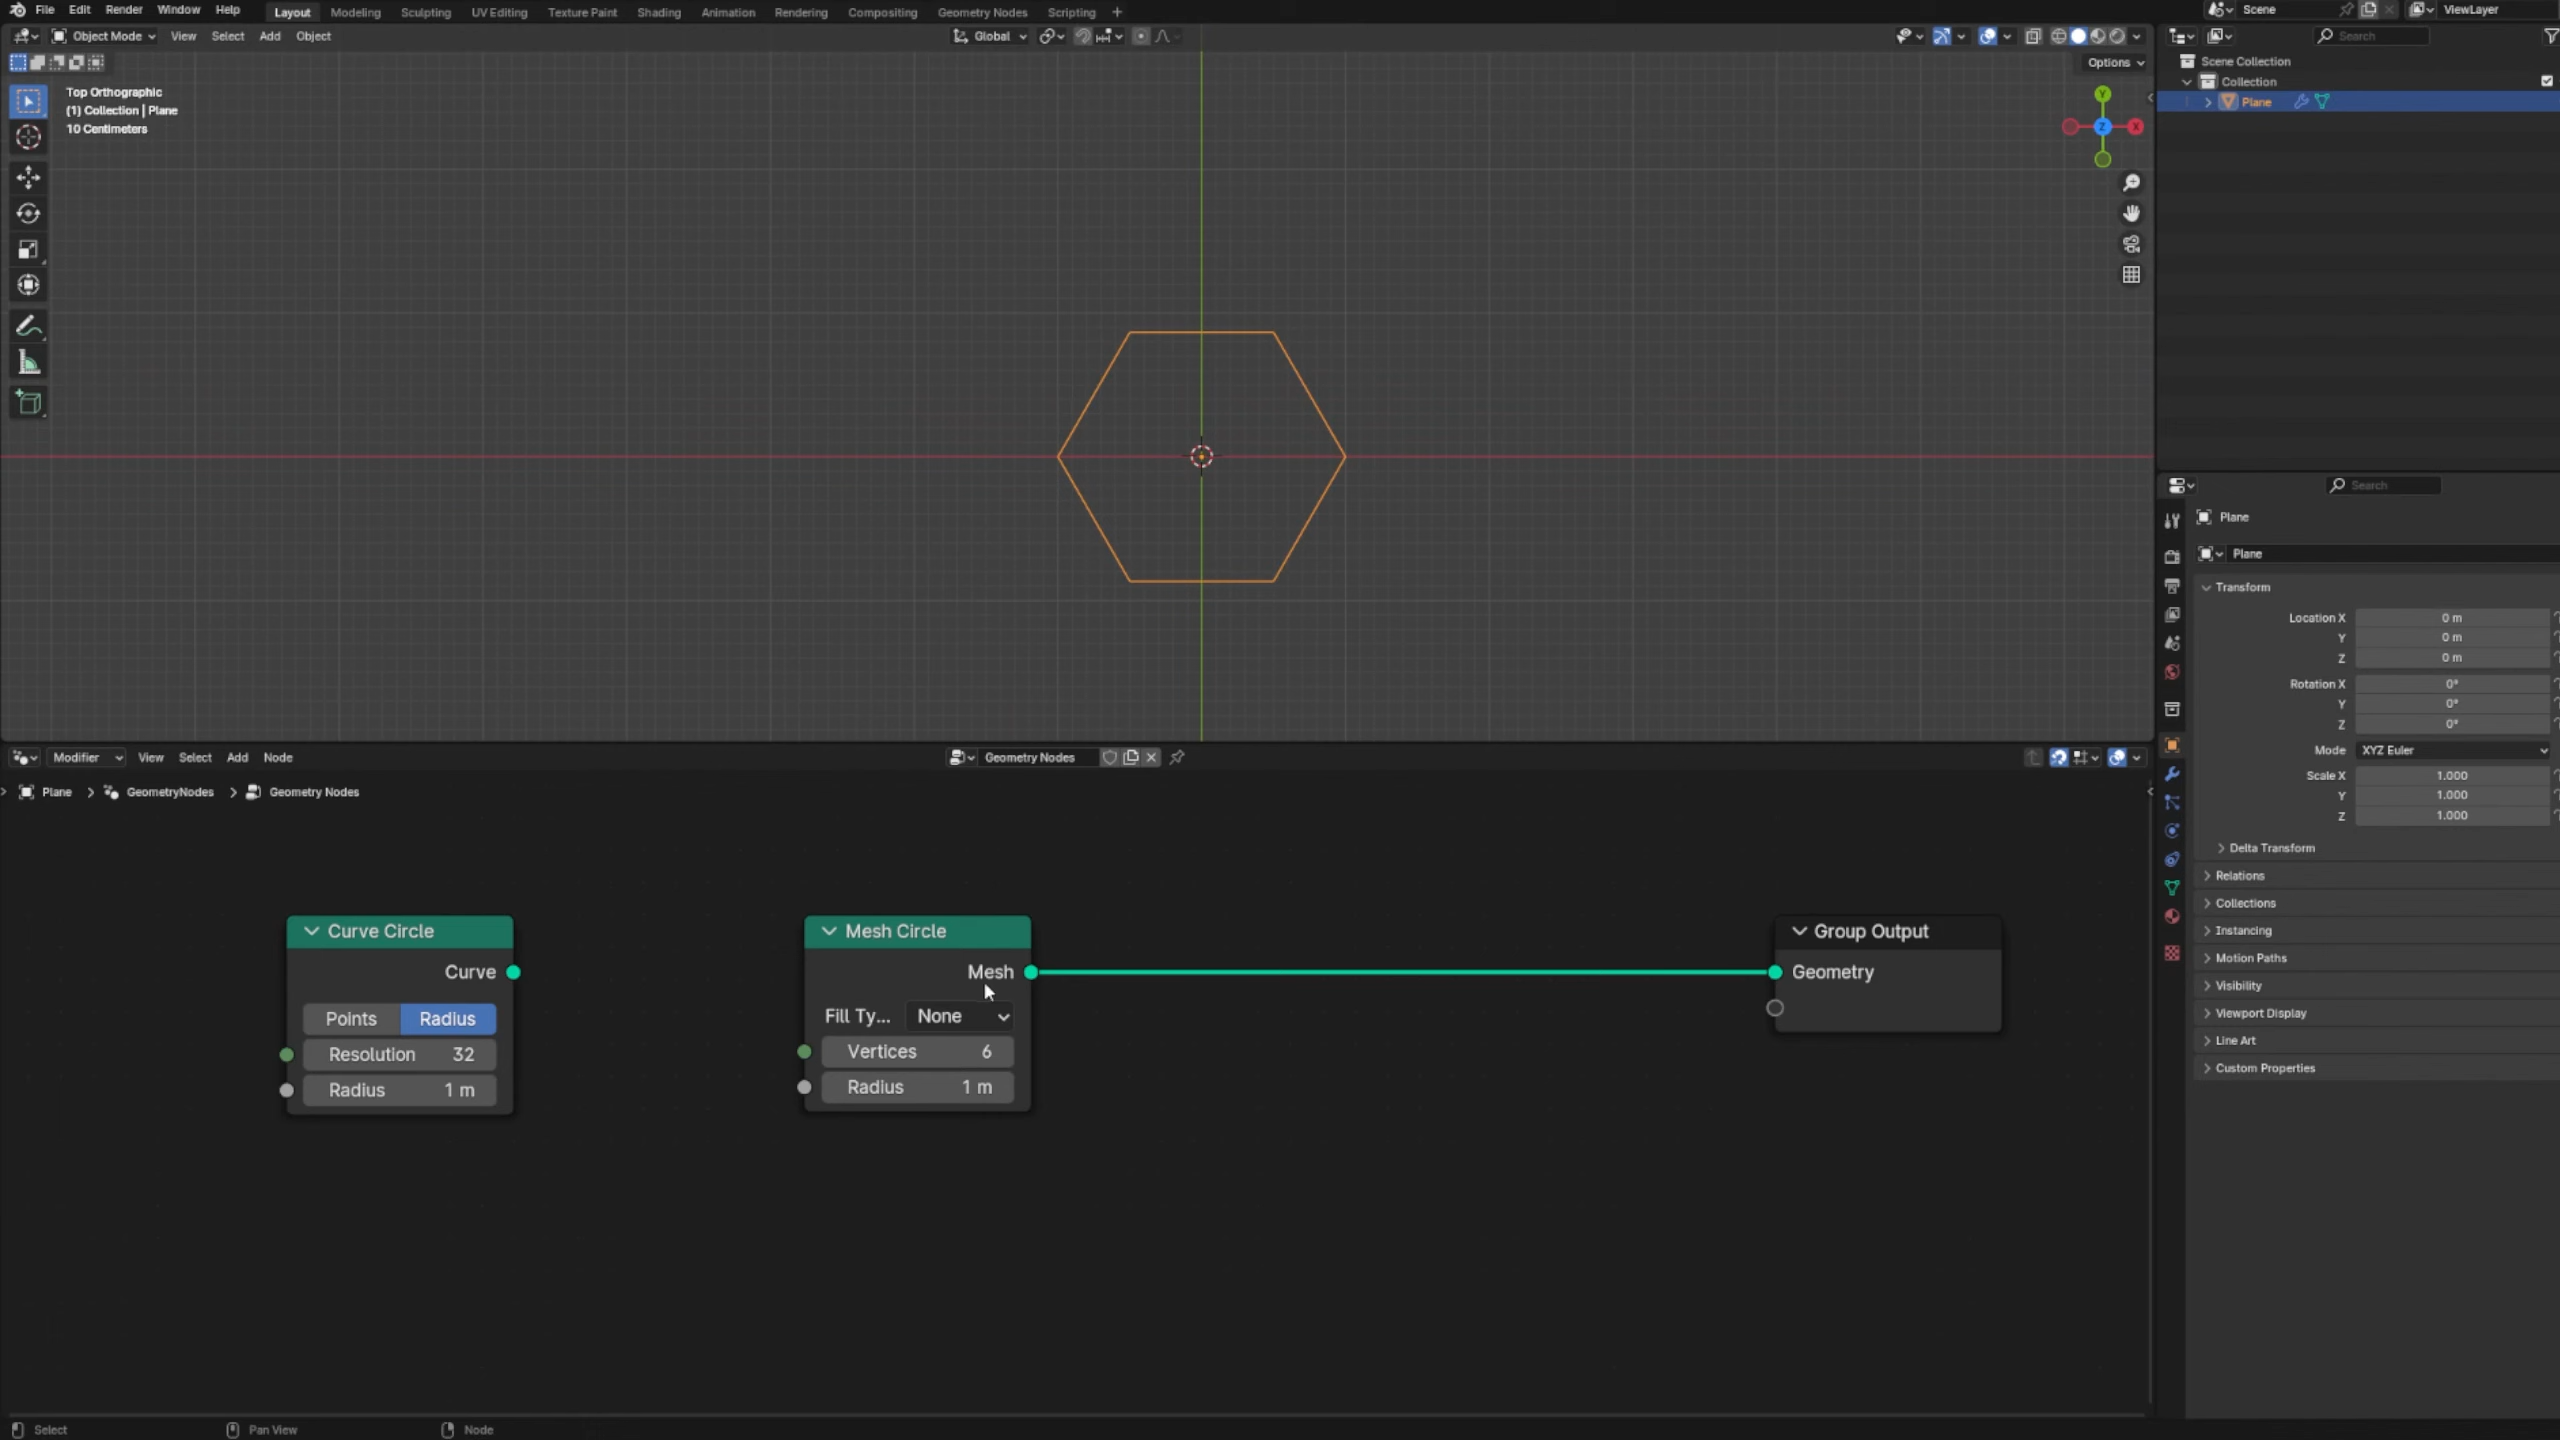 File Edit Render Window Help
Layout Modeling Sculpting UV Editing Texture Paint Shading Animation Rendering Compositing Geometry Nodes Scripting +
Scene
ViewLayer
Object Mode View Select Add Object
Global
Options
Top Orthographic
(1) Collection | Plane
10 Centimeters
Y
X
Z
Search
Scene Collection
Collection
Plane
Search
Plane
Plane
Transform
Location X 0 m
Y 0 m
Z 0 m
Rotation X 0°
Y 0°
Z 0°
Mode XYZ Euler
Scale X 1.000
Y 1.000
Z 1.000
Delta Transform
Relations
Collections
Instancing
Motion Paths
Visibility
Viewport Display
Line Art
Custom Properties
Modifier View Select Add Node
Geometry Nodes
Plane > GeometryNodes > Geometry Nodes
Curve Circle
Curve
Points Radius
Resolution 32
Radius 1 m
Mesh Circle
Mesh
Fill Ty... None
Vertices 6
Radius 1 m
Group Output
Geometry
Select
Pan View
Node